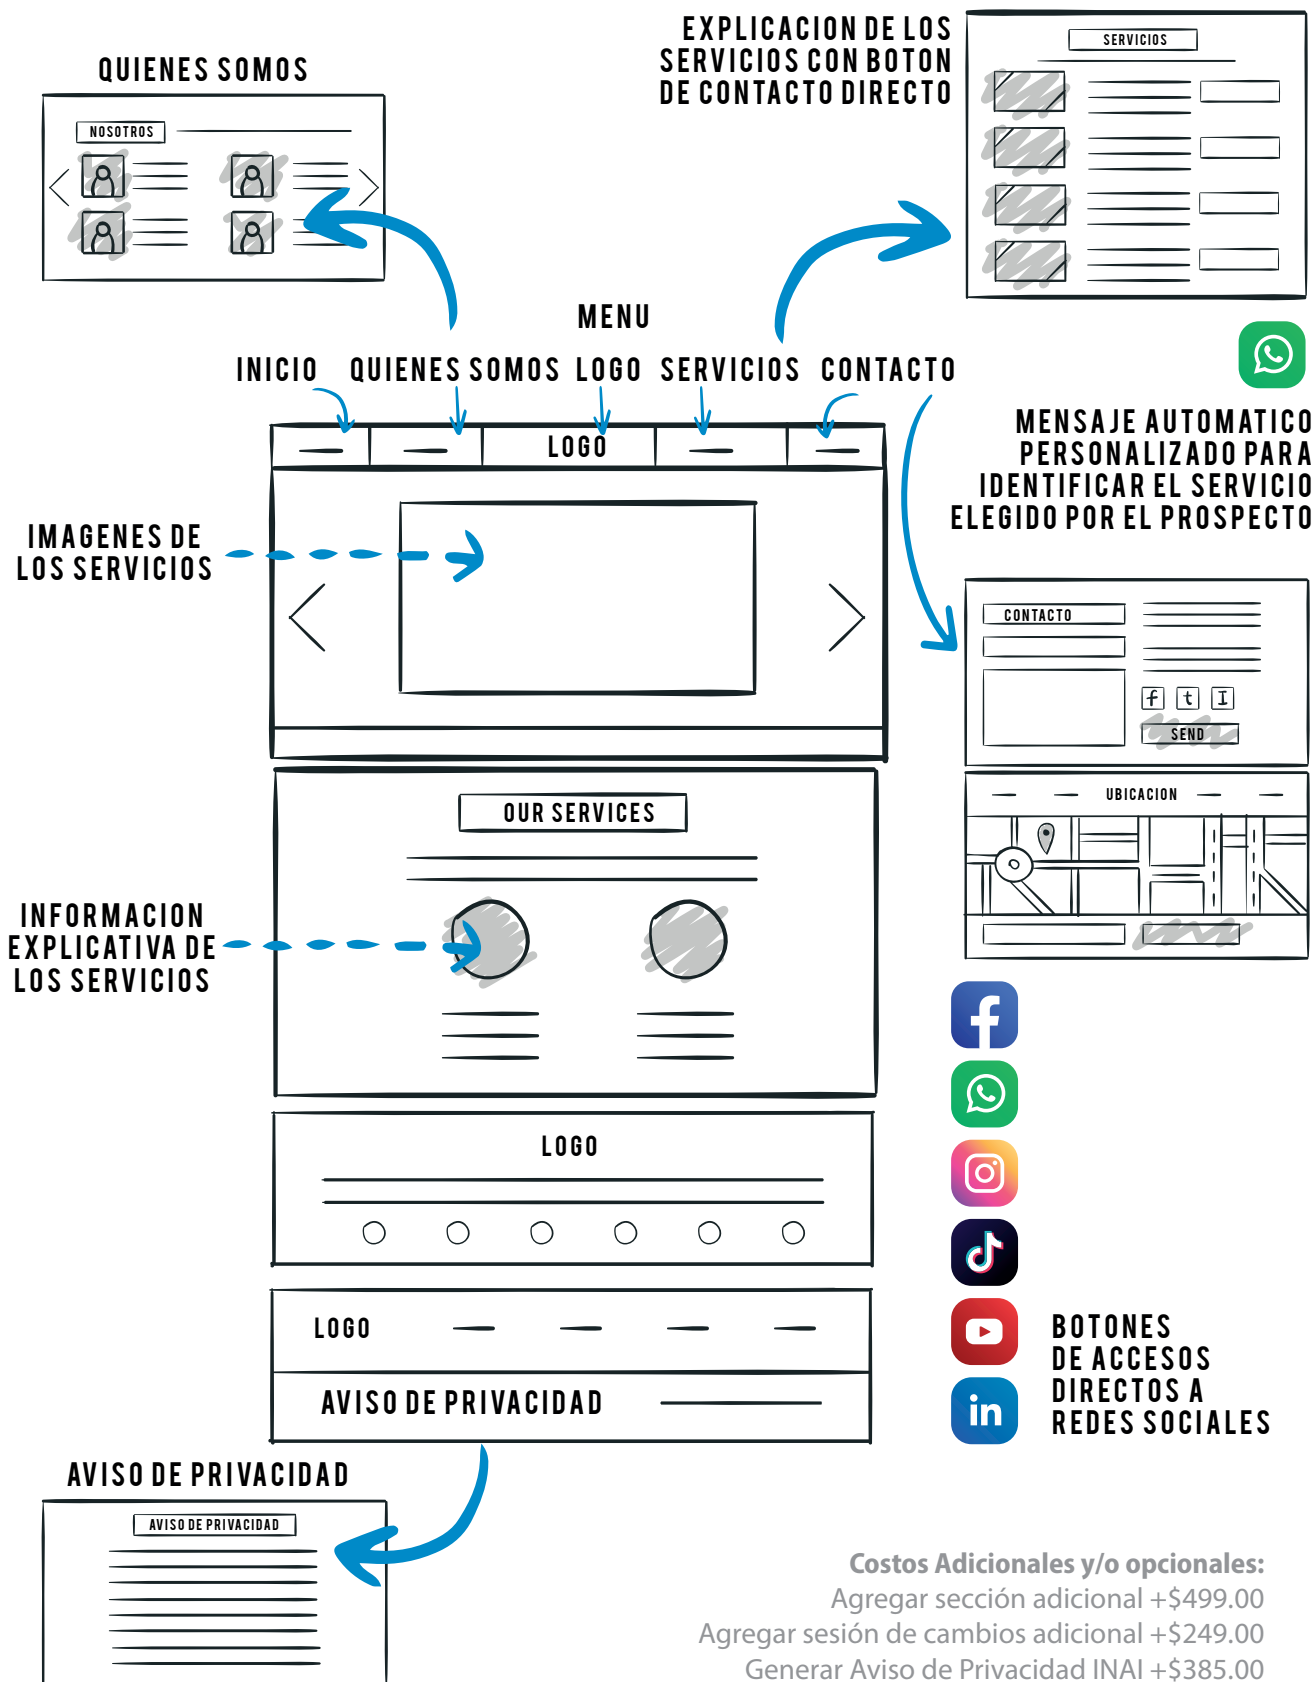 EXPLICACION DE LOS
SERVICIOS CON BOTON
DE CONTACTO DIRECTO
SERVICIOS
QUIENES SOMOS
NOSOTROS
MENU
INICIO
QUIENES SOMOS
LOGO
SERVICIOS
CONTACTO
LOGO
MENSAJE AUTOMATICO
PERSONALIZADO PARA
IDENTIFICAR EL SERVICIO
ELEGIDO POR EL PROSPECTO
IMAGENES DE
LOS SERVICIOS
CONTACTO
f t I
SEND
UBICACION
OUR SERVICES
INFORMACION
EXPLICATIVA DE
LOS SERVICIOS
LOGO
LOGO
AVISO DE PRIVACIDAD
in
BOTONES
DE ACCESOS
DIRECTOS A
REDES SOCIALES
AVISO DE PRIVACIDAD
AVISO DE PRIVACIDAD
Costos Adicionales y/o opcionales:
Agregar sección adicional +$499.00
Agregar sesión de cambios adicional +$249.00
Generar Aviso de Privacidad INAI +$385.00